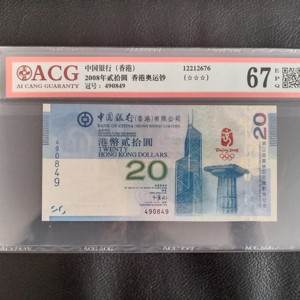 ACG
AI CANG GUARANTY
中国银行（香港）
2008年贰拾圆 香港奥运钞
冠号：490849
12212676
(☆☆☆)
67 E P Q
中國銀行(香港)有限公司
BANK OF CHINA (HONG KONG) LIMITED
港幣貳拾圓
TWENTY
HONG KONG DOLLARS
20
20
Beijing 2008
490849
490849